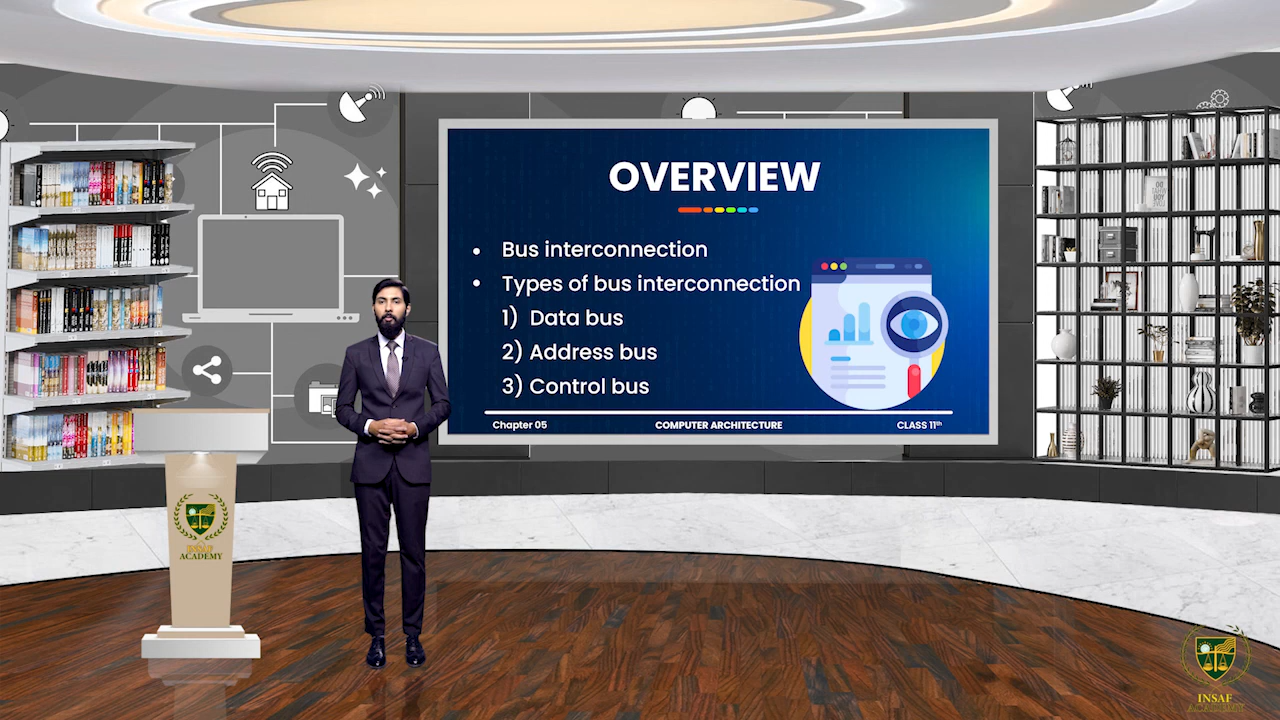 OVERVIEW
• Bus interconnection
• Types of bus interconnection
1) Data bus
2) Address bus
3) Control bus
Chapter 05
COMPUTER ARCHITECTURE
CLASS 11th
INSAF
ACADEMY
INSAF
ACADEMY